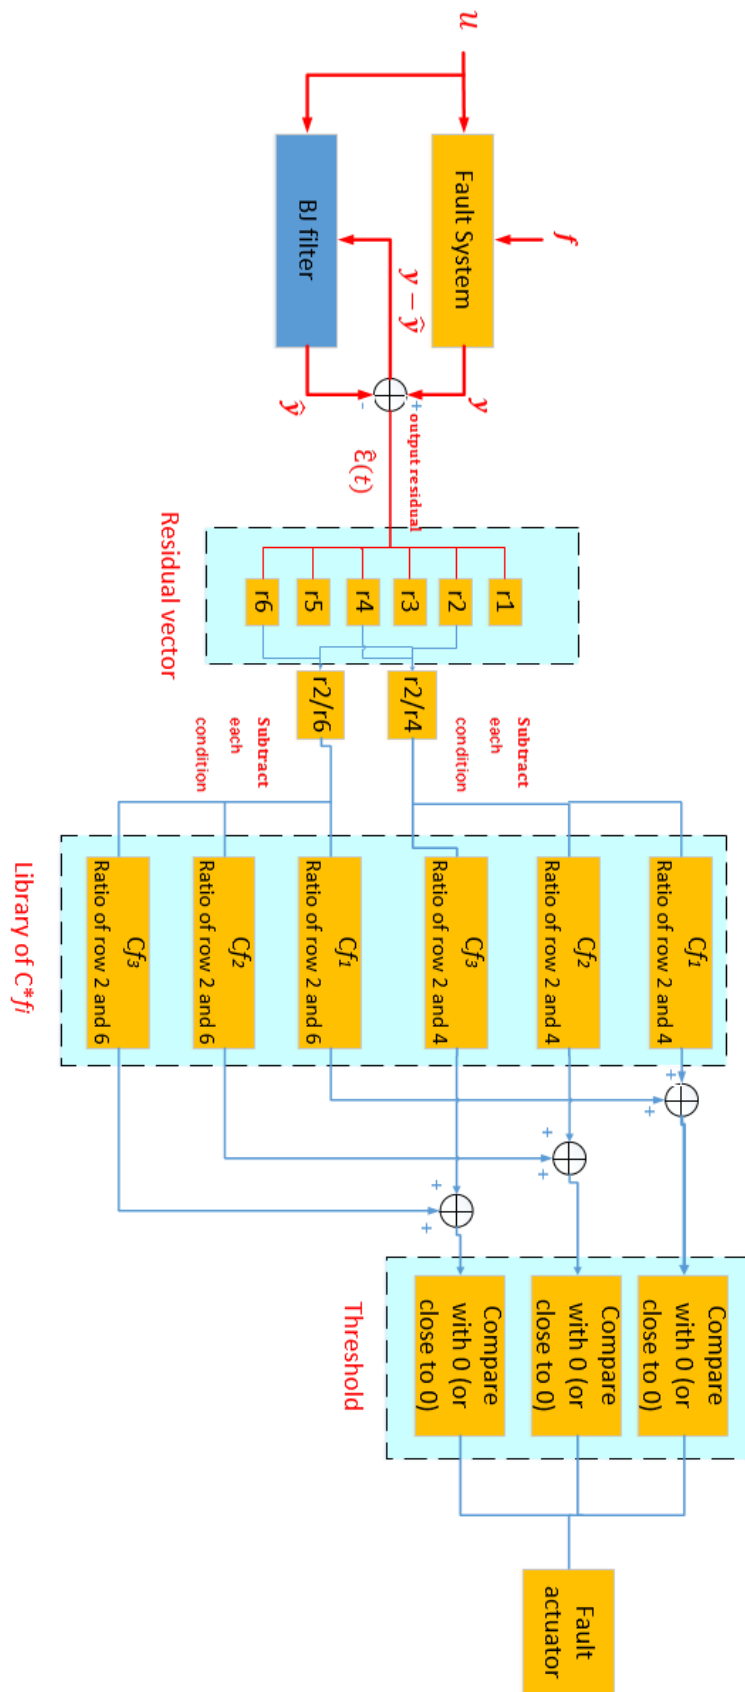 u
f
Fault System
BJ filter
y
y − ŷ
ŷ
+
-
output residual
ε̂(t)
r1
r2
r3
r4
r5
r6
Residual vector
r2/r4
r2/r6
Subtract
each
condition
Subtract
each
condition
Cf1
Ratio of row 2 and 4
Cf2
Ratio of row 2 and 4
Cf3
Ratio of row 2 and 4
Cf1
Ratio of row 2 and 6
Cf2
Ratio of row 2 and 6
Cf3
Ratio of row 2 and 6
Library of C*fi
+
+
+
+
+
+
Compare
with 0 (or
close to 0)
Compare
with 0 (or
close to 0)
Compare
with 0 (or
close to 0)
Threshold
Fault
actuator